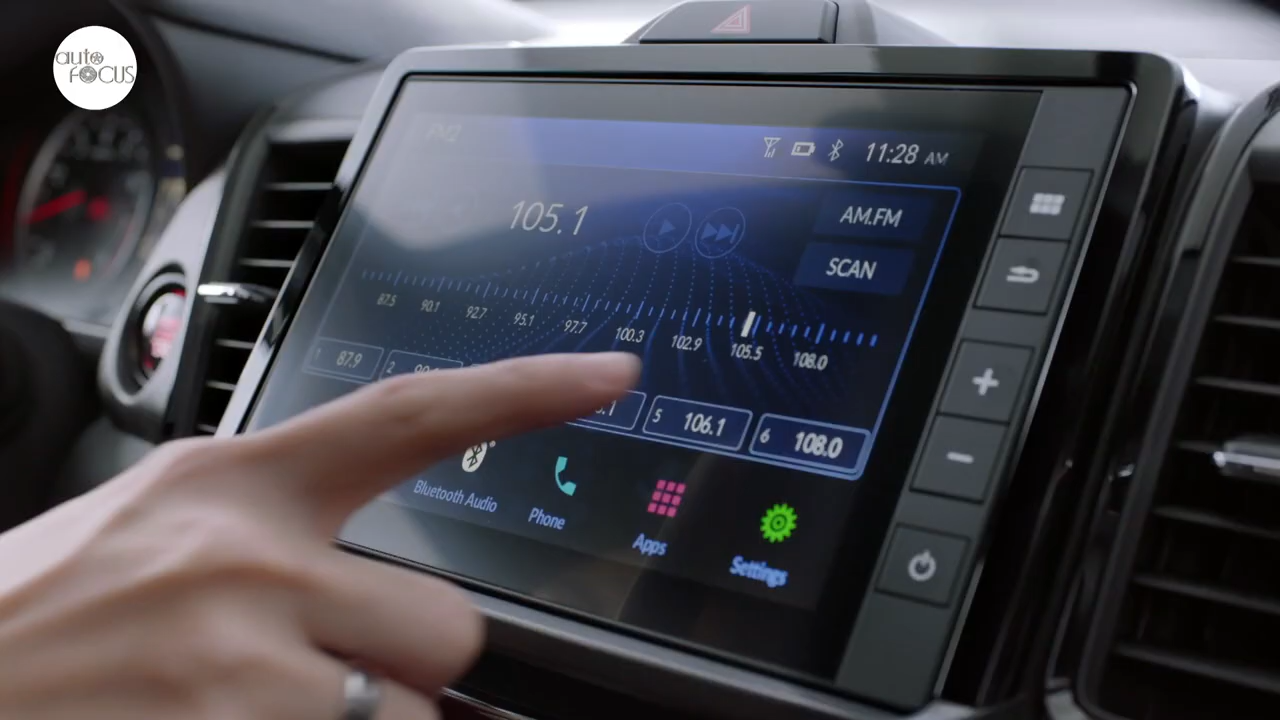 auto
FOCUS
FM2
11:28 AM
105.1
AM.FM
SCAN
87.5 90.1 92.7 95.1 97.7 100.3 102.9 105.5 108.0
1 87.9
2
5 106.1
6 108.0
Bluetooth Audio
Phone
Apps
Settings